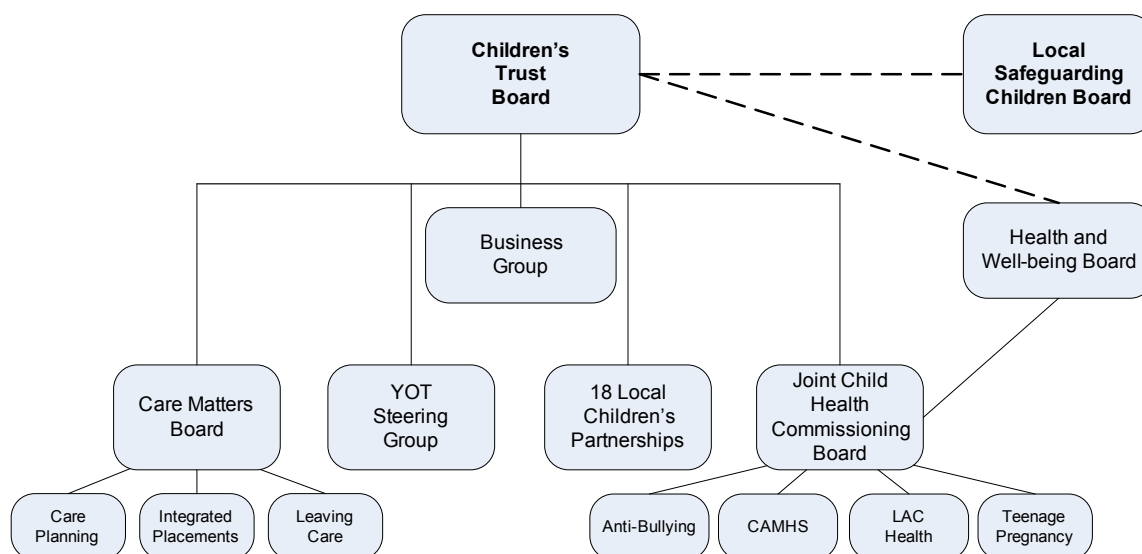 Children’s
Trust
Board
Local
Safeguarding
Children Board
Business
Group
Health and
Well-being Board
Care Matters
Board
YOT
Steering
Group
18 Local
Children’s
Partnerships
Joint Child
Health
Commissioning
Board
Care
Planning
Integrated
Placements
Leaving
Care
Anti-Bullying
CAMHS
LAC
Health
Teenage
Pregnancy